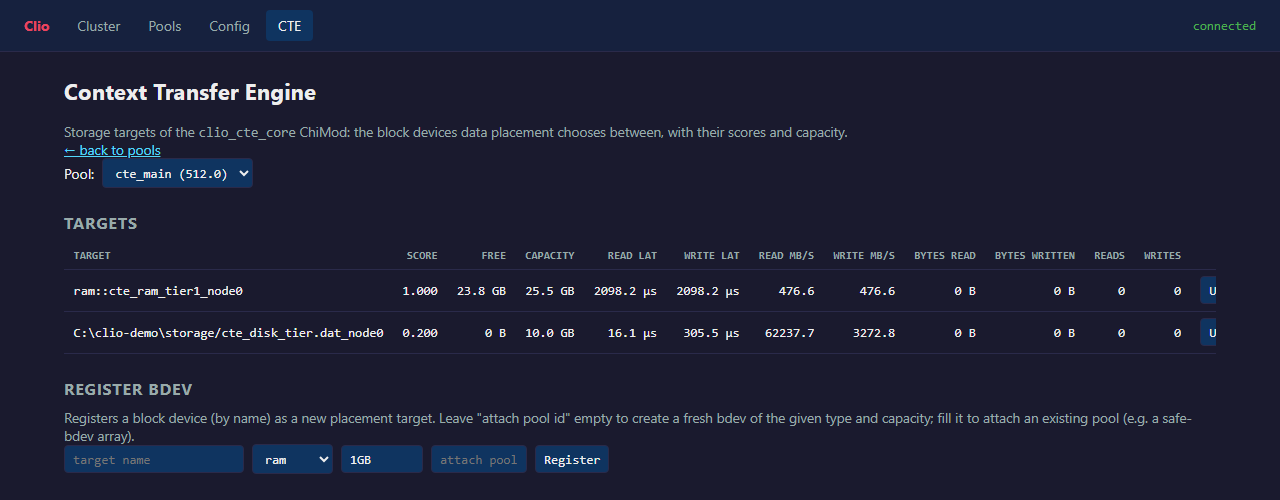 Clio Cluster Pools Config CTE connected
Context Transfer Engine
Storage targets of the clio_cte_core ChiMod: the block devices data placement chooses between, with their scores and capacity.
← back to pools
Pool: cte_main (512.0)
TARGETS
TARGET SCORE FREE CAPACITY READ LAT WRITE LAT READ MB/S WRITE MB/S BYTES READ BYTES WRITTEN READS WRITES
ram::cte_ram_tier1_node0 1.000 23.8 GB 25.5 GB 2098.2 µs 2098.2 µs 476.6 476.6 0 B 0 B 0 0 U
C:\clio-demo\storage/cte_disk_tier.dat_node0 0.200 0 B 10.0 GB 16.1 µs 305.5 µs 62237.7 3272.8 0 B 0 B 0 0 U
REGISTER BDEV
Registers a block device (by name) as a new placement target. Leave "attach pool id" empty to create a fresh bdev of the given type and capacity; fill it to attach an existing pool (e.g. a safe-
bdev array).
target name ram 1GB attach pool Register